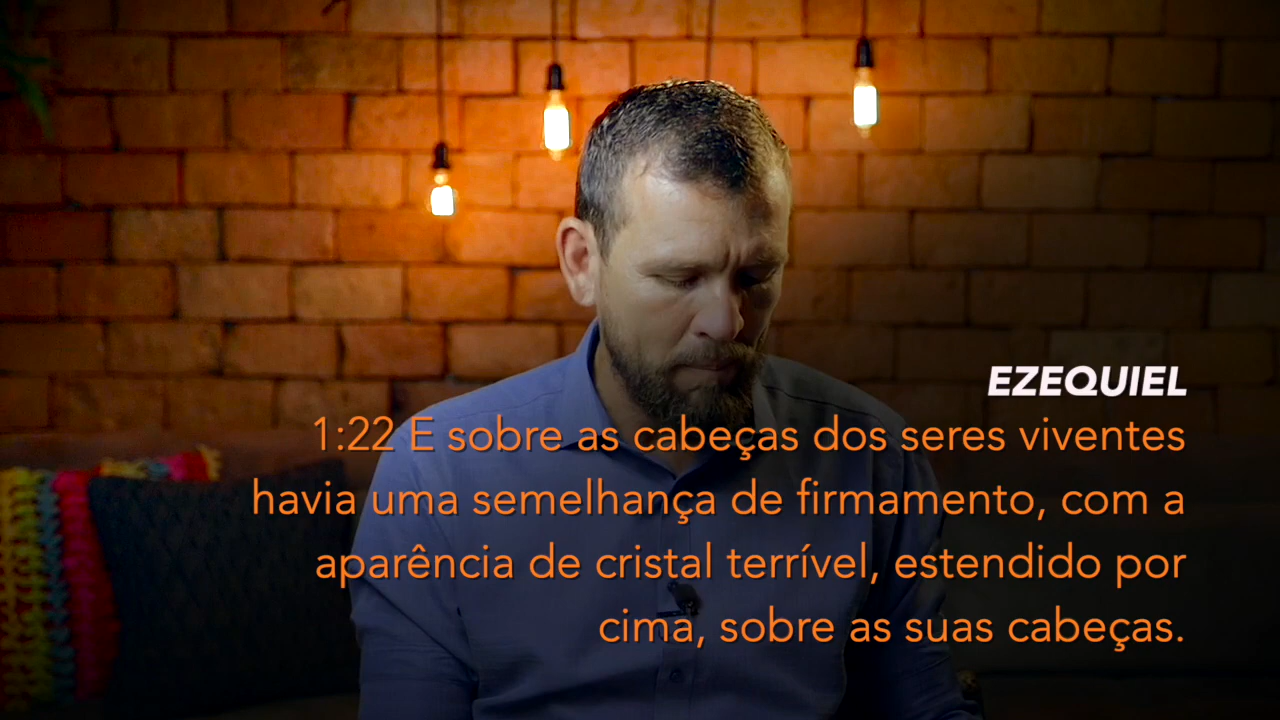 EZEQUIEL
1:22 E sobre as cabeças dos seres viventes
havia uma semelhança de firmamento, com a
aparência de cristal terrível, estendido por
cima, sobre as suas cabeças.